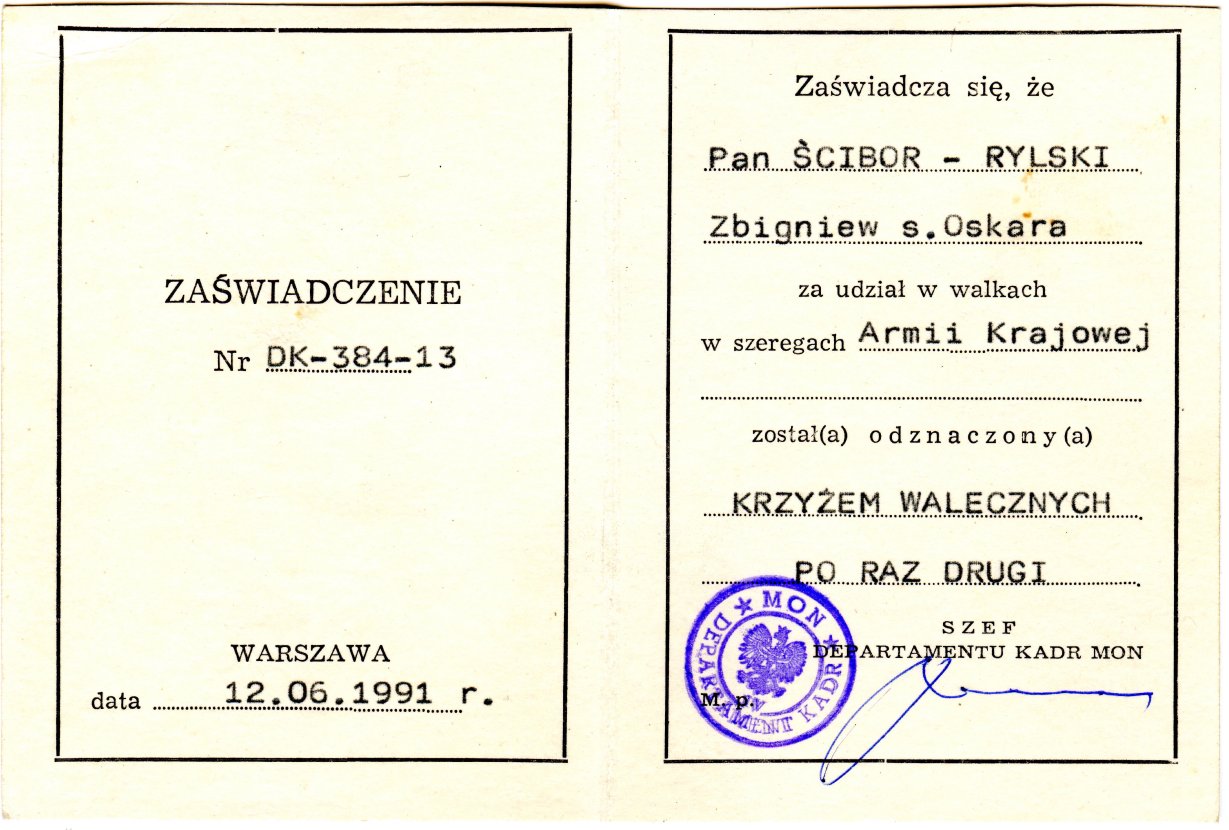 ZAŚWIADCZENIE
Nr DK-384-13
WARSZAWA
data 12.06.1991 r.
Zaświadcza się, że
Pan ŚCIBOR - RYLSKI
Zbigniew s.Oskara
za udział w walkach
w szeregach Armii Krajowej
został(a) odznaczony(a)
KRZYŻEM WALECZNYCH
PO RAZ DRUGI
SZEF
DEPARTAMENTU KADR MON
M. p.
★ MON ★ DEPARTAMENT KADR